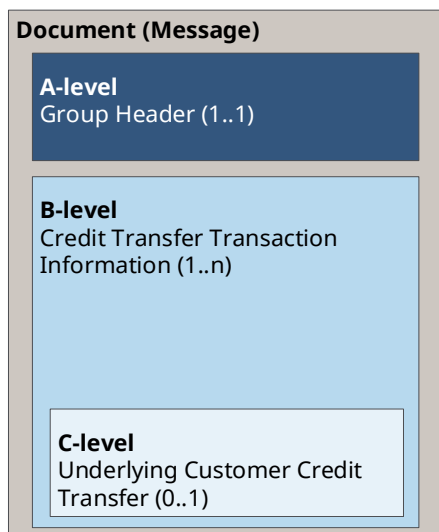 Document (Message)
A-level
Group Header (1..1)
B-level
Credit Transfer Transaction
Information (1..n)
C-level
Underlying Customer Credit
Transfer (0..1)